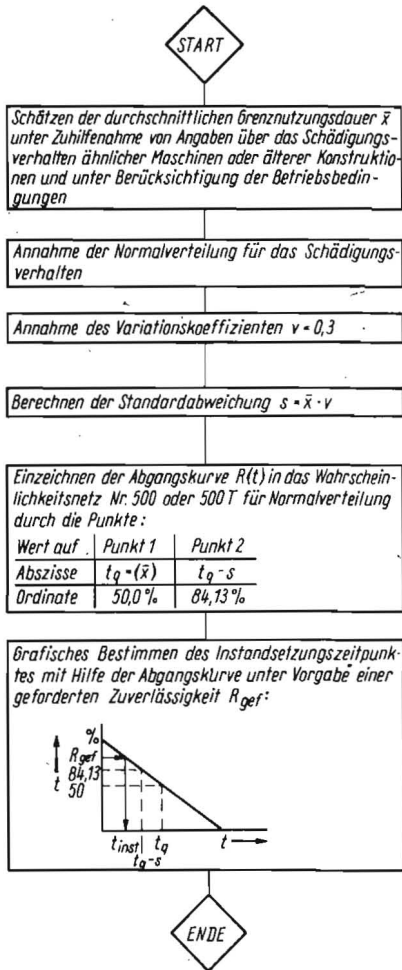 START
Schätzen der durchschnittlichen Grenznutzungsdauer x̄
unter Zuhilfenahme von Angaben über das Schädigungs-
verhalten ähnlicher Maschinen oder älterer Konstruktio-
nen und unter Berücksichtigung der Betriebsbedin-
gungen
Annahme der Normalverteilung für das Schädigungs-
verhalten
Annahme des Variationskoeffizienten v = 0,3
Berechnen der Standardabweichung s = x̄ · v
Einzeichnen der Abgangskurve R(t) in das Wahrschein-
lichkeitsnetz Nr. 500 oder 500 T für Normalverteilung
durch die Punkte:
Wert auf Punkt 1 Punkt 2
Abszisse tq = (x̄) tq - s
Ordinate 50,0 % 84,13 %
Grafisches Bestimmen des Instandsetzungszeitpunk-
tes mit Hilfe der Abgangskurve unter Vorgabe einer
geforderten Zuverlässigkeit Rgef:
%
Rgef
84,13
t 50
tinst tq t
tq - s
ENDE